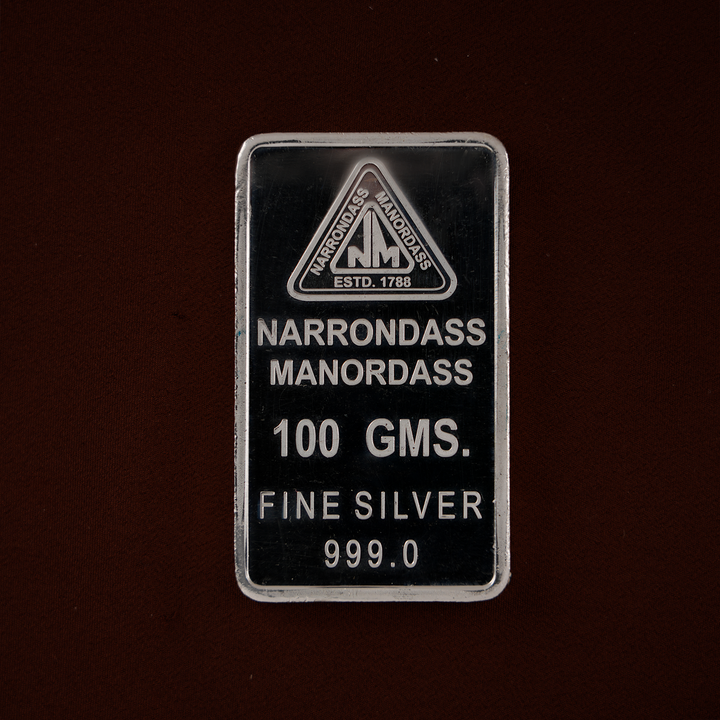 NARRONDASS MANORDASS
NM
ESTD. 1788
NARRONDASS
MANORDASS
100 GMS.
FINE SILVER
999.0